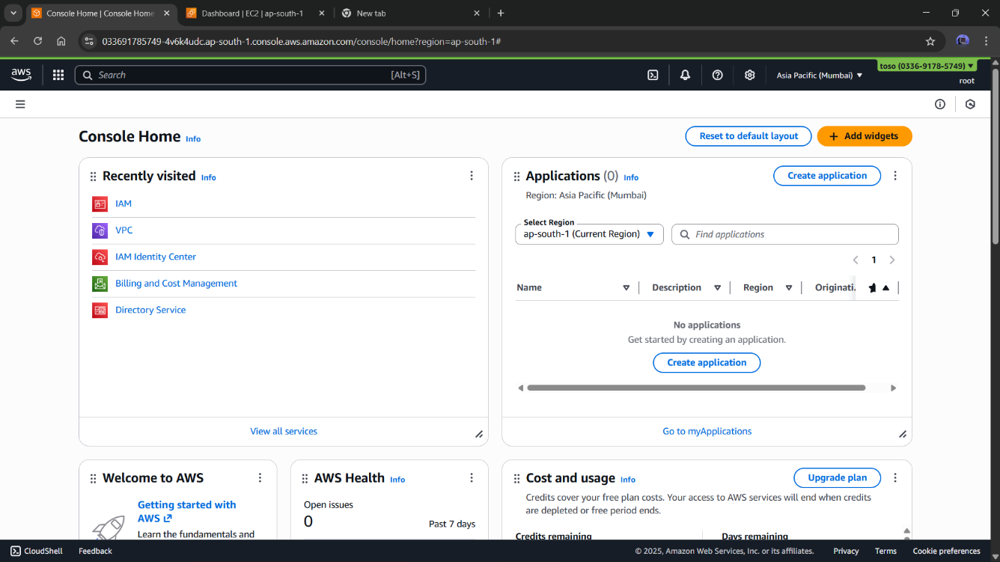 Console Home | Console Home
Dashboard | EC2 | ap-south-1
New tab
033691785749-4v6k4udc.ap-south-1.console.aws.amazon.com/console/home?region=ap-south-1#
aws
Search
[Alt+S]
Asia Pacific (Mumbai)
toso (0336-9178-5749)
root
Console Home Info
Reset to default layout
Add widgets
Recently visited Info
IAM
VPC
IAM Identity Center
Billing and Cost Management
Directory Service
View all services
Applications (0) Info
Create application
Region: Asia Pacific (Mumbai)
Select Region
ap-south-1 (Current Region)
Find applications
1
Name
Description
Region
Originati.
No applications
Get started by creating an application.
Create application
Go to myApplications
Welcome to AWS
Getting started with
AWS
Learn the fundamentals and
AWS Health Info
Open issues
0
Past 7 days
Cost and usage Info
Upgrade plan
Credits cover your free plan costs. Your access to AWS services will end when credits
are depleted or free period ends.
Credits remaining
Days remaining
CloudShell
Feedback
© 2025, Amazon Web Services, Inc. or its affiliates.
Privacy
Terms
Cookie preferences